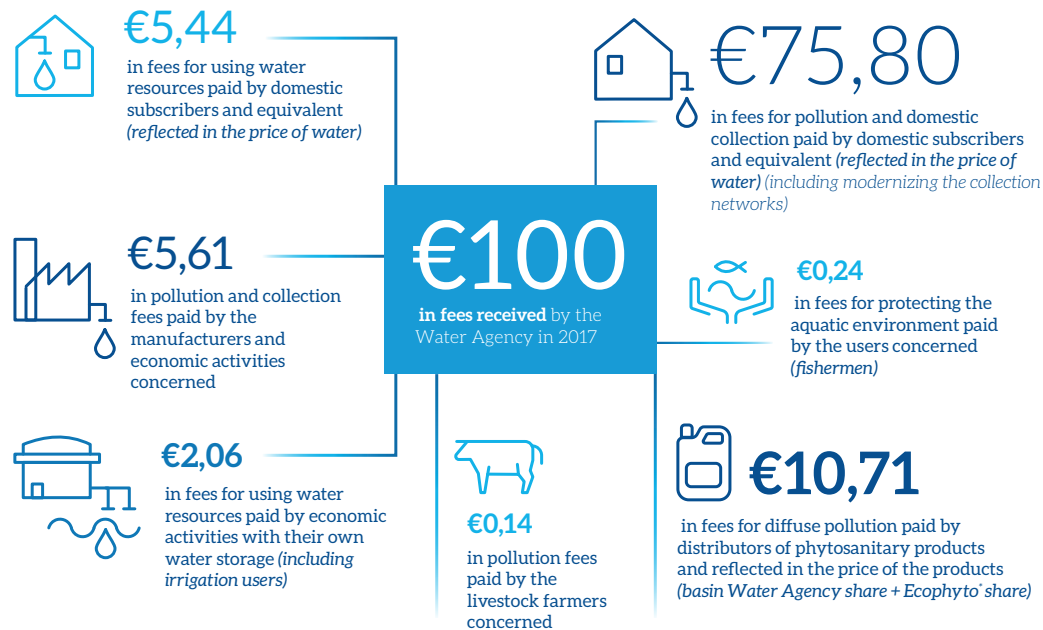 €5,44
in fees for using water
resources paid by domestic
subscribers and equivalent
(reflected in the price of water)
€75,80
in fees for pollution and domestic
collection paid by domestic subscribers
and equivalent (reflected in the price of
water) (including modernizing the collection
networks)
€100
in fees received by the
Water Agency in 2017
€5,61
in pollution and collection
fees paid by the
manufacturers and
economic activities
concerned
€0,24
in fees for protecting the
aquatic environment paid
by the users concerned
(fishermen)
€2,06
in fees for using water
resources paid by economic
activities with their own
water storage (including
irrigation users)
€0,14
in pollution fees
paid by the
livestock farmers
concerned
€10,71
in fees for diffuse pollution paid by
distributors of phytosanitary products
and reflected in the price of the products
(basin Water Agency share + Ecophyto* share)